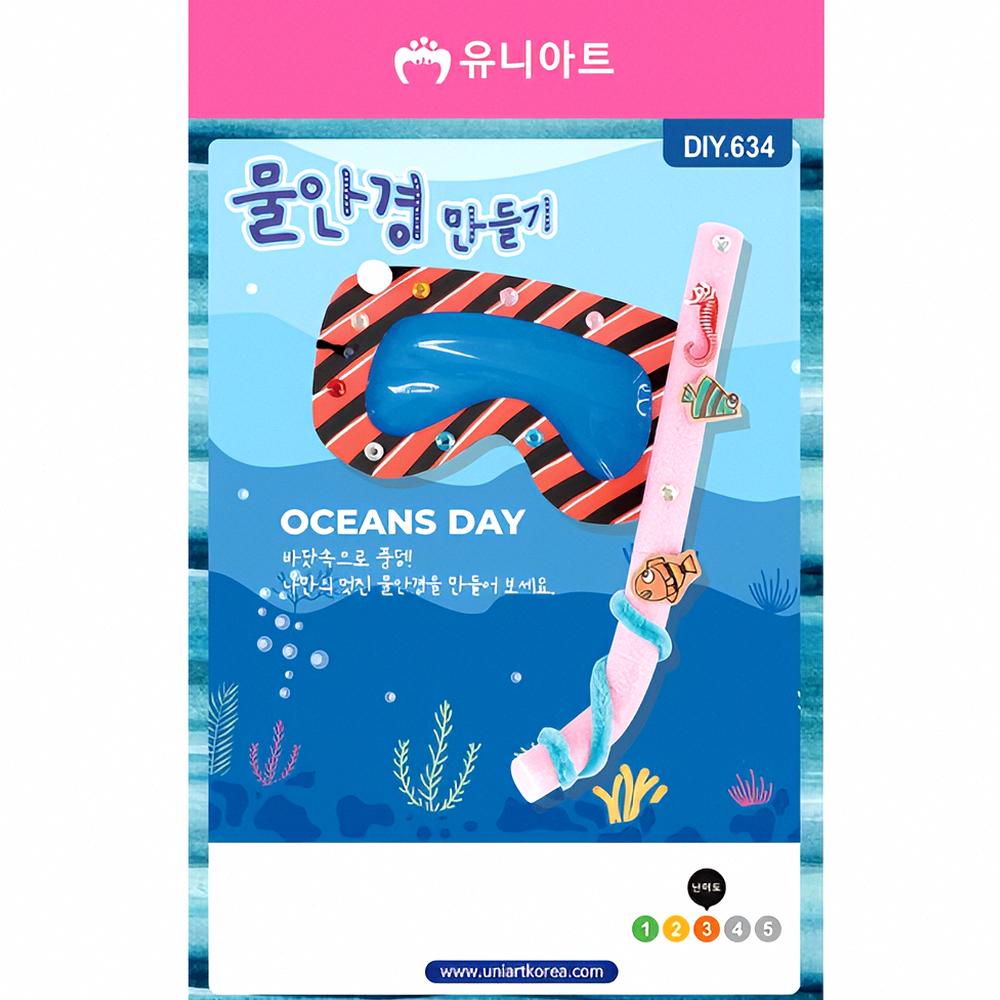 유니아트
DIY.634
물안경 만들기
OCEANS DAY
바닷속으로 풍덩!
나만의 멋진 물안경을 만들어 보세요.
난이도
1 2 3 4 5
www.uniartkorea.com